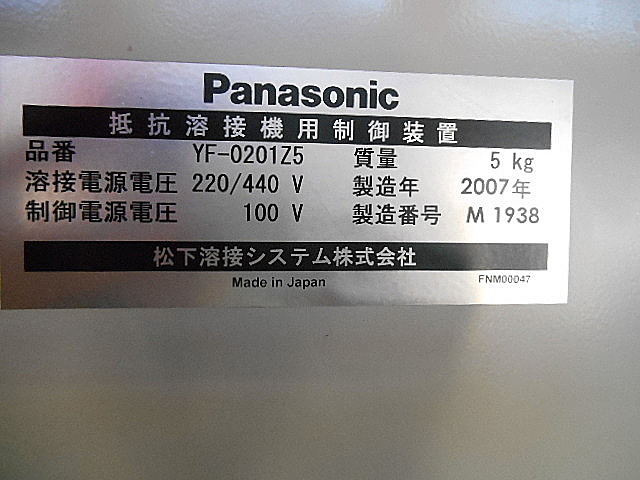 Panasonic
抵抗溶接機用制御装置
品番 YF-0201Z5 質量 5 kg
溶接電源電圧 220/440 V 製造年 2007年
制御電源電圧 100 V 製造番号 M 1938
松下溶接システム株式会社
Made in Japan FNM00047